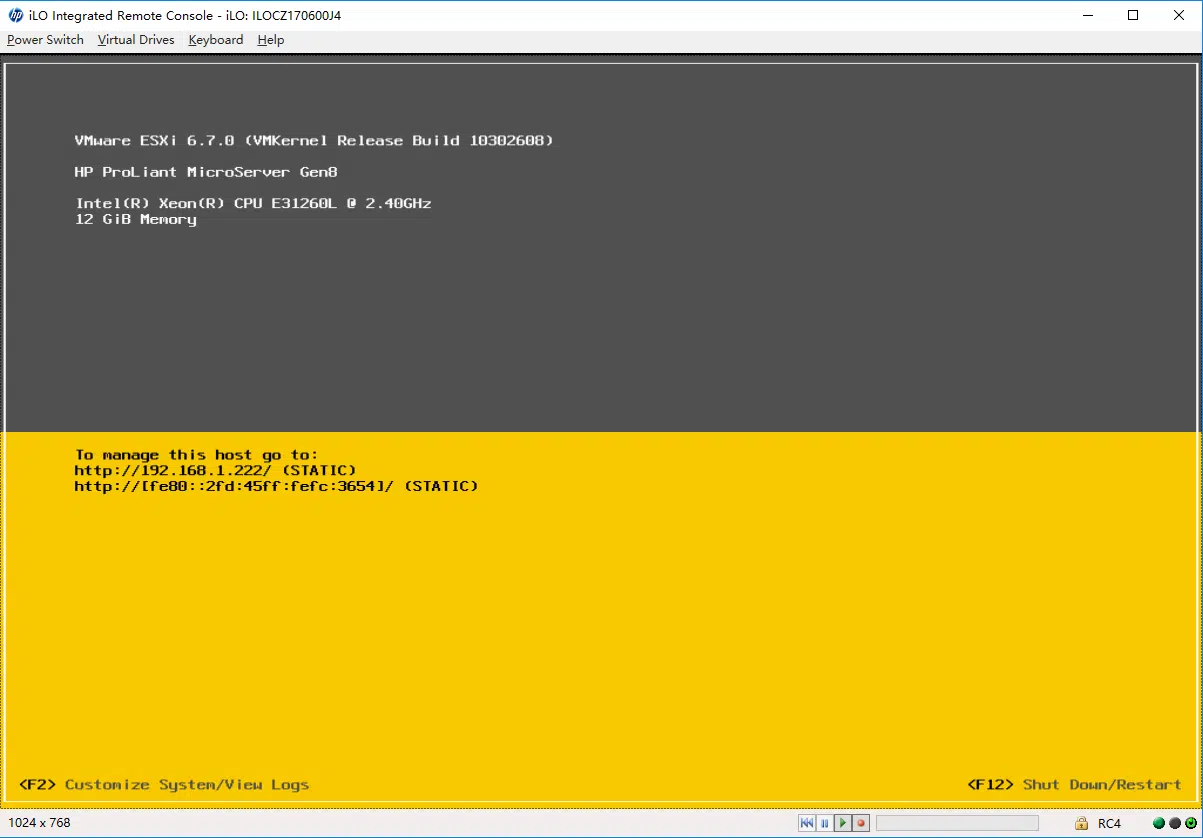 iLO Integrated Remote Console - iLO: ILOCZ170600J4
Power Switch Virtual Drives Keyboard Help
VMware ESXi 6.7.0 (VMKernel Release Build 10302608)
HP ProLiant MicroServer Gen8
Intel(R) Xeon(R) CPU E31260L @ 2.40GHz
12 GiB Memory
To manage this host go to:
http://192.168.1.222/ (STATIC)
http://[fe80::2fd:45ff:fefc:3654]/ (STATIC)
<F2> Customize System/View Logs <F12> Shut Down/Restart
1024 x 768 RC4